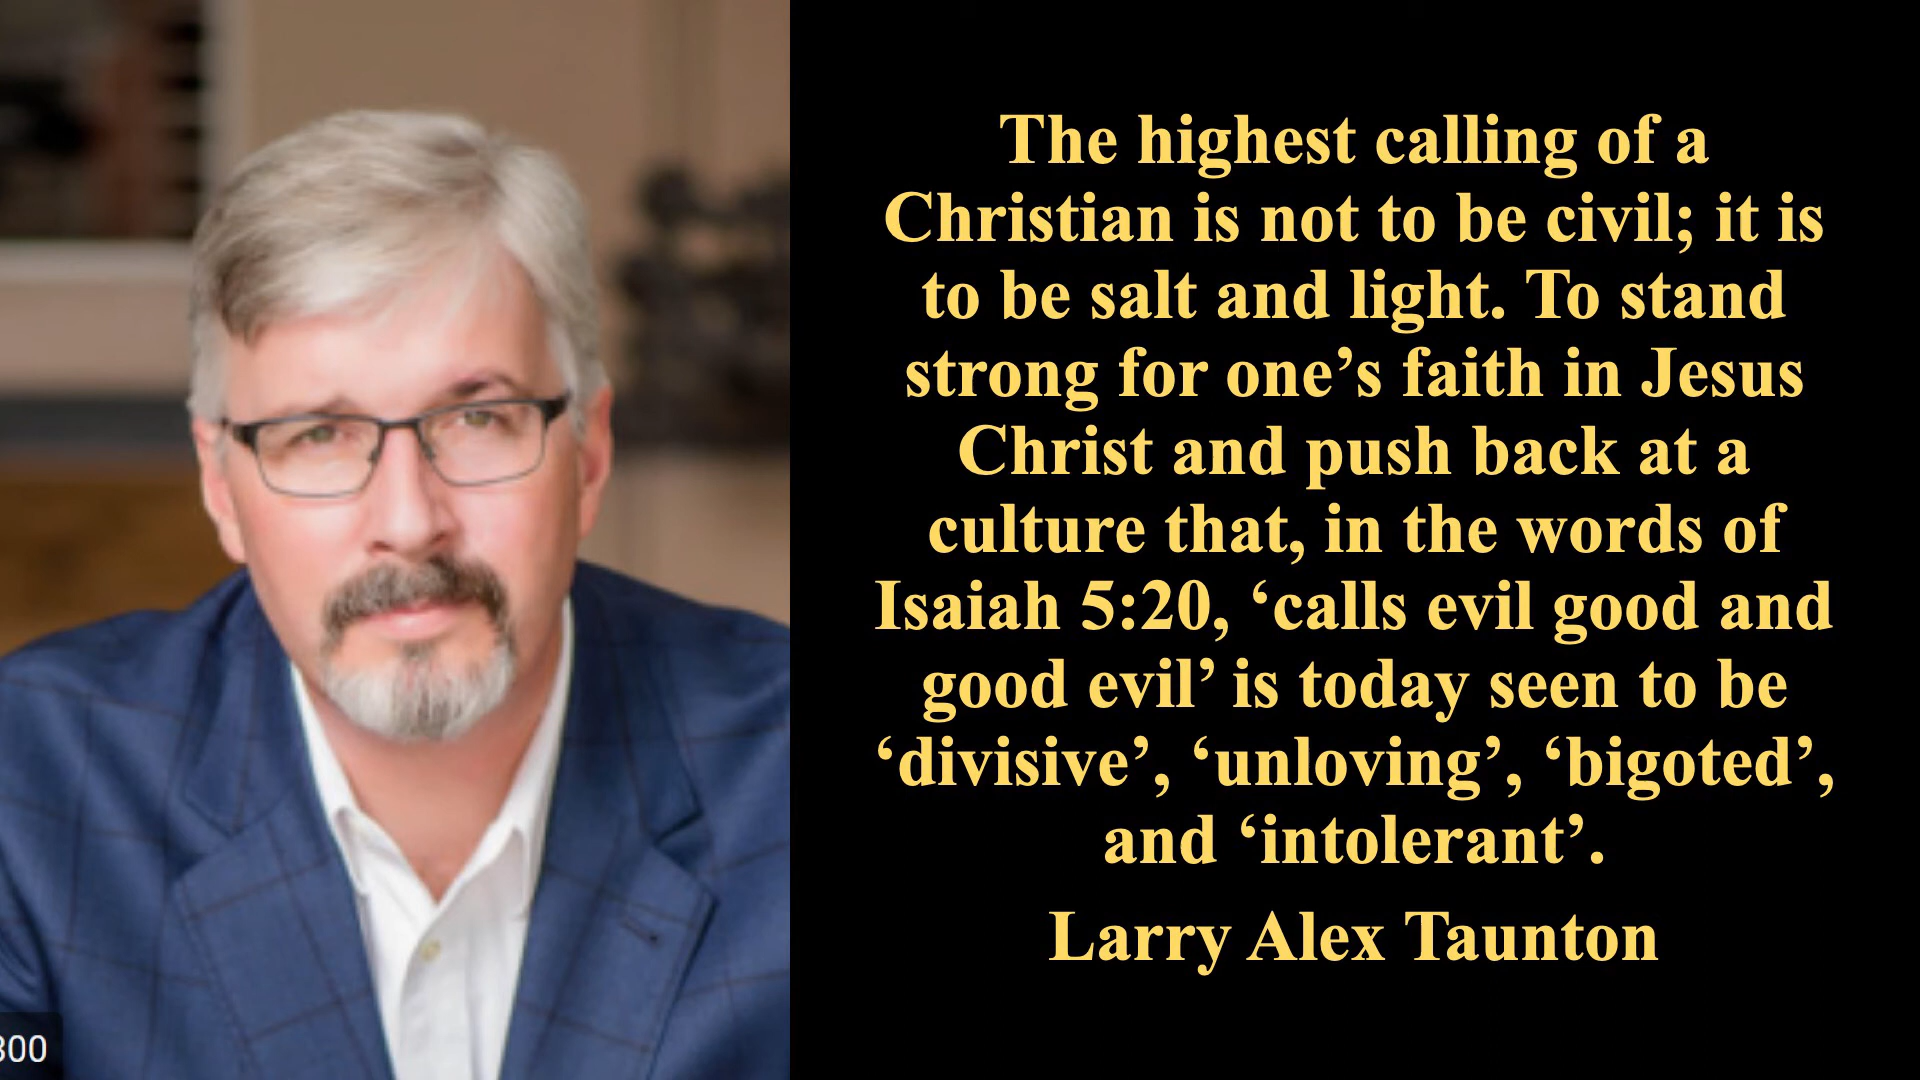 The highest calling of a
Christian is not to be civil; it is
to be salt and light. To stand
strong for one’s faith in Jesus
Christ and push back at a
culture that, in the words of
Isaiah 5:20, ‘calls evil good and
good evil’ is today seen to be
‘divisive’, ‘unloving’, ‘bigoted’,
and ‘intolerant’.
Larry Alex Taunton
300